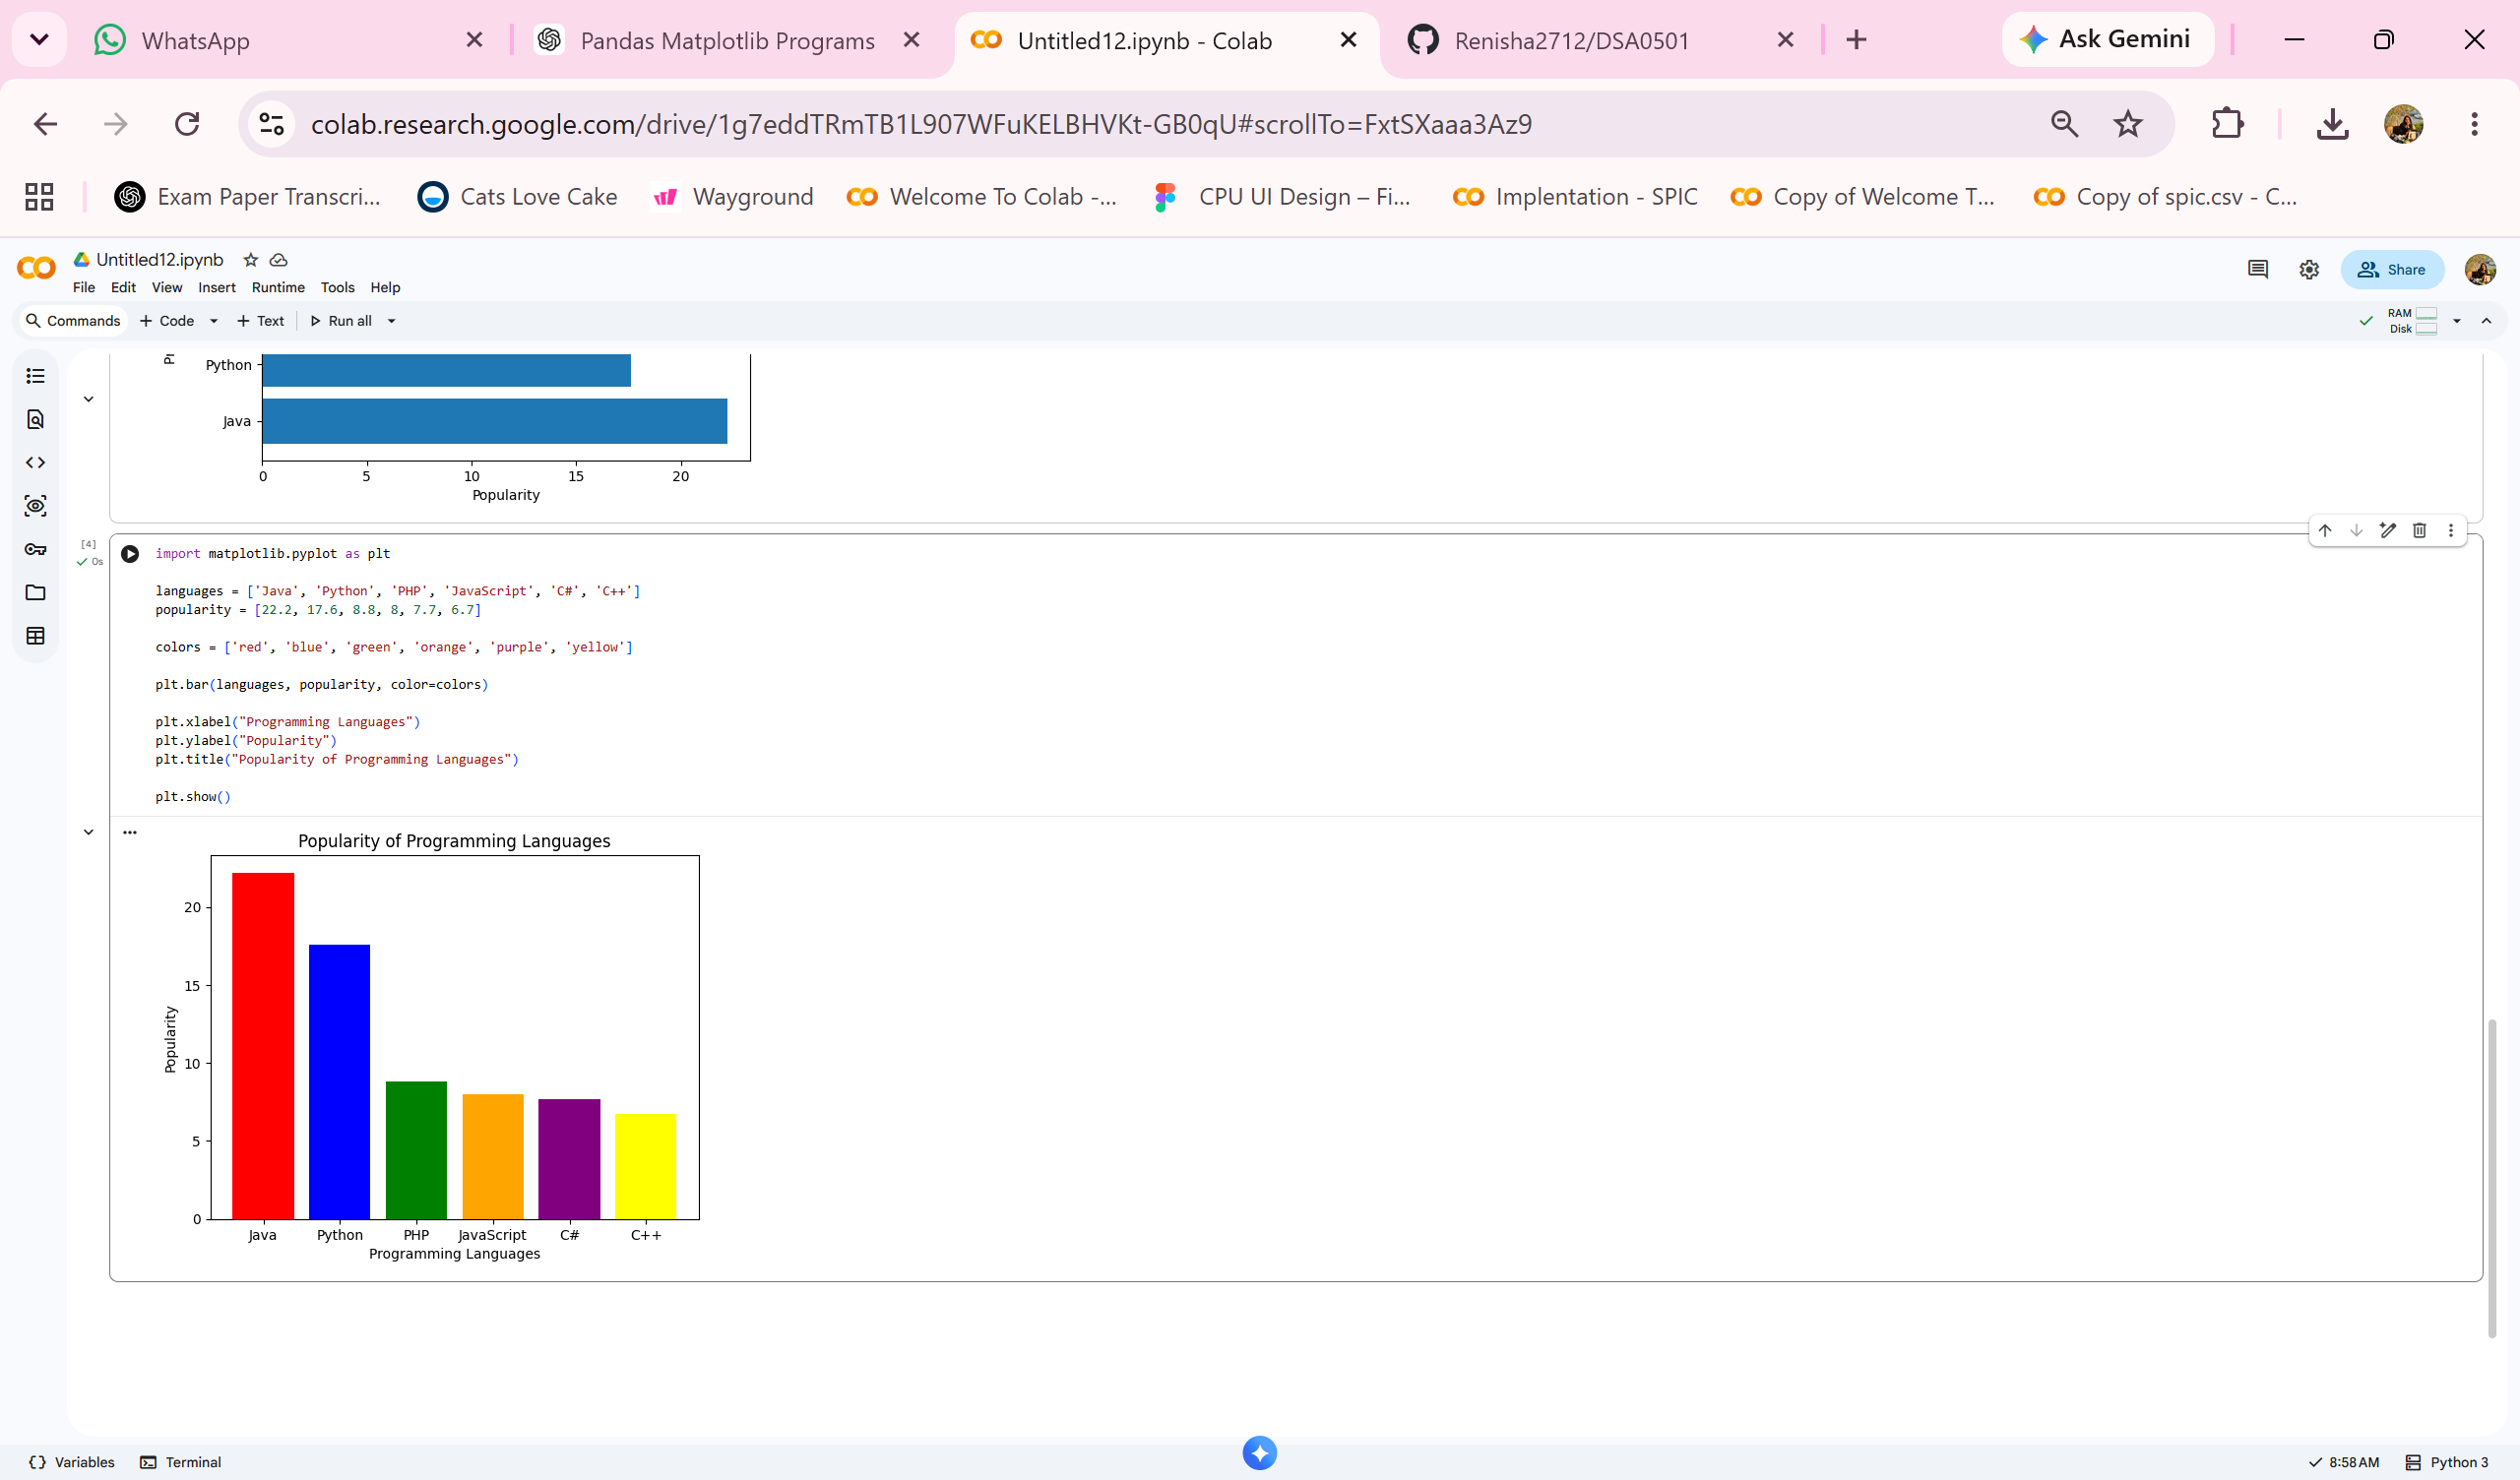 WhatsApp
Pandas Matplotlib Programs
Untitled12.ipynb - Colab
Renisha2712/DSA0501
Ask Gemini
colab.research.google.com/drive/1g7eddTRmTB1L907WFuKELBHVKt-GB0qU#scrollTo=FxtSXaaa3Az9
Exam Paper Transcri...
Cats Love Cake
Wayground
Welcome To Colab -...
CPU UI Design – Fi...
Implentation - SPIC
Copy of Welcome T...
Copy of spic.csv - C...
Untitled12.ipynb
File Edit View Insert Runtime Tools Help
Share
Commands + Code + Text Run all
RAM
Disk
Python
Java
0 5 10 15 20
Popularity
[4]
0s
import matplotlib.pyplot as plt
languages = ['Java', 'Python', 'PHP', 'JavaScript', 'C#', 'C++']
popularity = [22.2, 17.6, 8.8, 8, 7.7, 6.7]
colors = ['red', 'blue', 'green', 'orange', 'purple', 'yellow']
plt.bar(languages, popularity, color=colors)
plt.xlabel("Programming Languages")
plt.ylabel("Popularity")
plt.title("Popularity of Programming Languages")
plt.show()
Popularity of Programming Languages
20
15
10
5
0
Popularity
Java Python PHP JavaScript C# C++
Programming Languages
Variables
Terminal
8:58 AM
Python 3